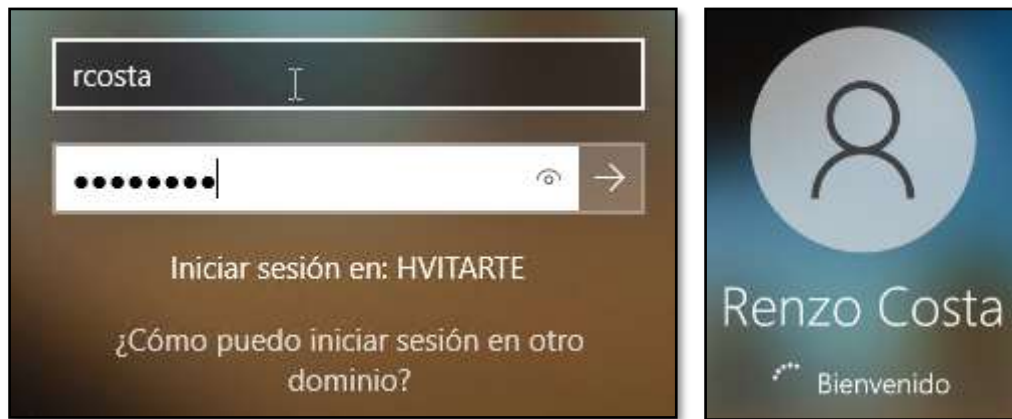 rcosta
••••••••
Iniciar sesión en: HVITARTE
¿Cómo puedo iniciar sesión en otro
dominio?
Renzo Costa
Bienvenido